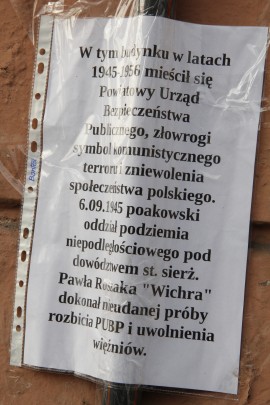 W tym budynku w latach
1945-1956 mieścił się
Powiatowy Urząd
Bezpieczeństwa
Publicznego, złowrogi
symbol komunistycznego
terroru i zniewolenia
społeczeństwa polskiego.
6.09.1945 poakowski
oddział podziemia
niepodległościowego pod
dowództwem st. sierż.
Pawła "Wichra"
dokonał nieudanej próby
rozbicia PUBP i uwolnienia
więźniów.